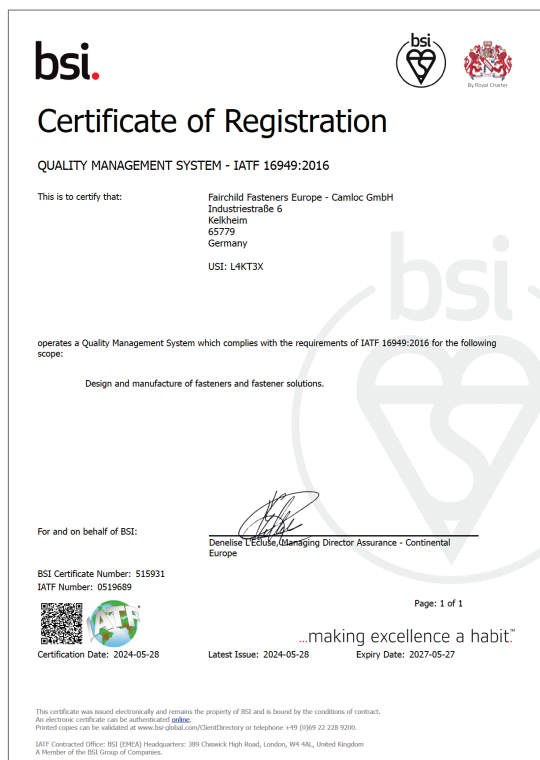 bsi.
bsi
By Royal Charter
Certificate of Registration
QUALITY MANAGEMENT SYSTEM - IATF 16949:2016
This is to certify that:
Fairchild Fasteners Europe - Camloc GmbH
Industriestraße 6
Kelkheim
65779
Germany
USI: L4KT3X
bsi
operates a Quality Management System which complies with the requirements of IATF 16949:2016 for the following
scope:
Design and manufacture of fasteners and fastener solutions.
For and on behalf of BSI:
Denelise L'Ecluse, Managing Director Assurance - Continental
Europe
BSI Certificate Number: 515931
IATF Number: 0519689
Page: 1 of 1
IATF
...making excellence a habit.™
Certification Date: 2024-05-28
Latest Issue: 2024-05-28
Expiry Date: 2027-05-27
This certificate was issued electronically and remains the property of BSI and is bound by the conditions of contract.
An electronic certificate can be authenticated online.
Printed copies can be validated at www.bsi-global.com/ClientDirectory or telephone +49 (0)69 22 228 9200.
IATF Contracted Office: BSI (EMEA) Headquarters: 389 Chiswick High Road, London, W4 4AL, United Kingdom
A Member of the BSI Group of Companies.